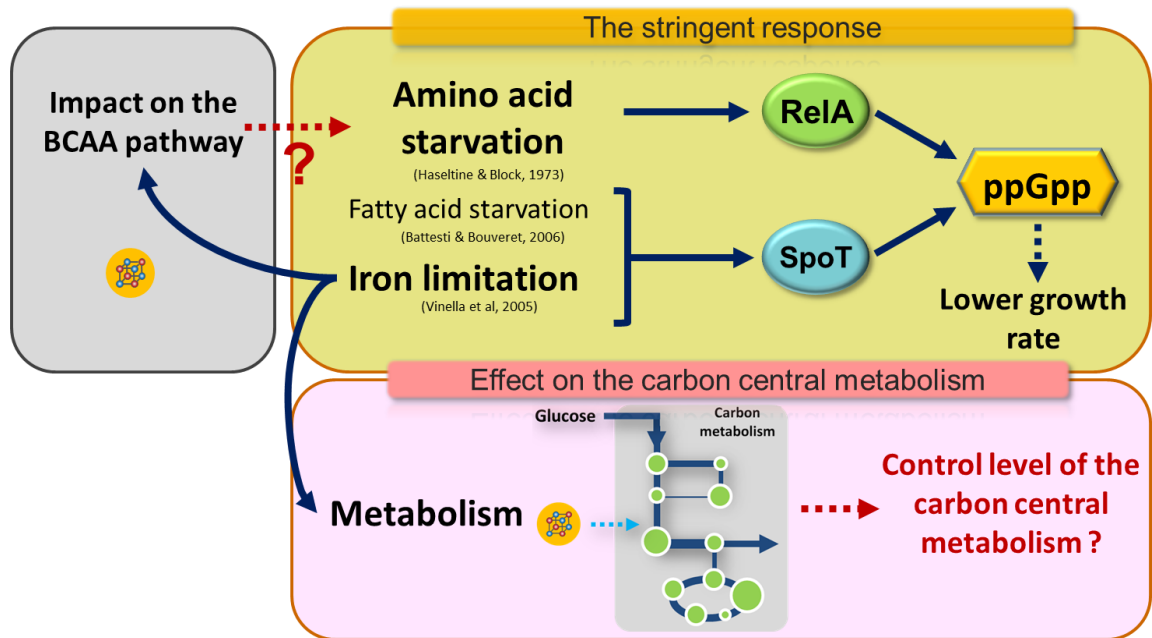 The stringent response
Impact on the
BCAA pathway
?
Amino acid
starvation
(Haseltine & Block, 1973)
Fatty acid starvation
(Battesti & Bouveret, 2006)
Iron limitation
(Vinella et al, 2005)
RelA
SpoT
ppGpp
Lower growth
rate
Effect on the carbon central metabolism
Glucose
Carbon
metabolism
Metabolism
Control level of the
carbon central
metabolism ?